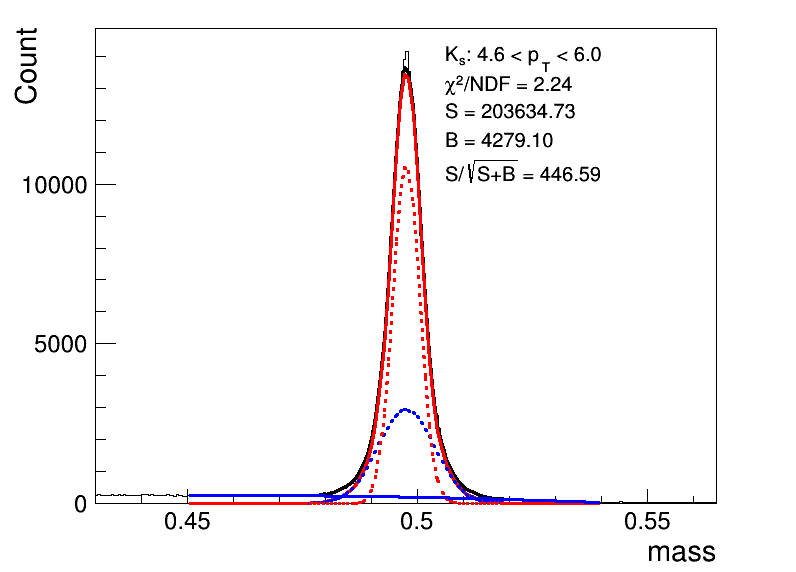 Count
K_s: 4.6 < p_T < 6.0
χ²/NDF = 2.24
S = 203634.73
B = 4279.10
S/√S+B = 446.59
10000
5000
0
0.45 0.5 0.55
mass